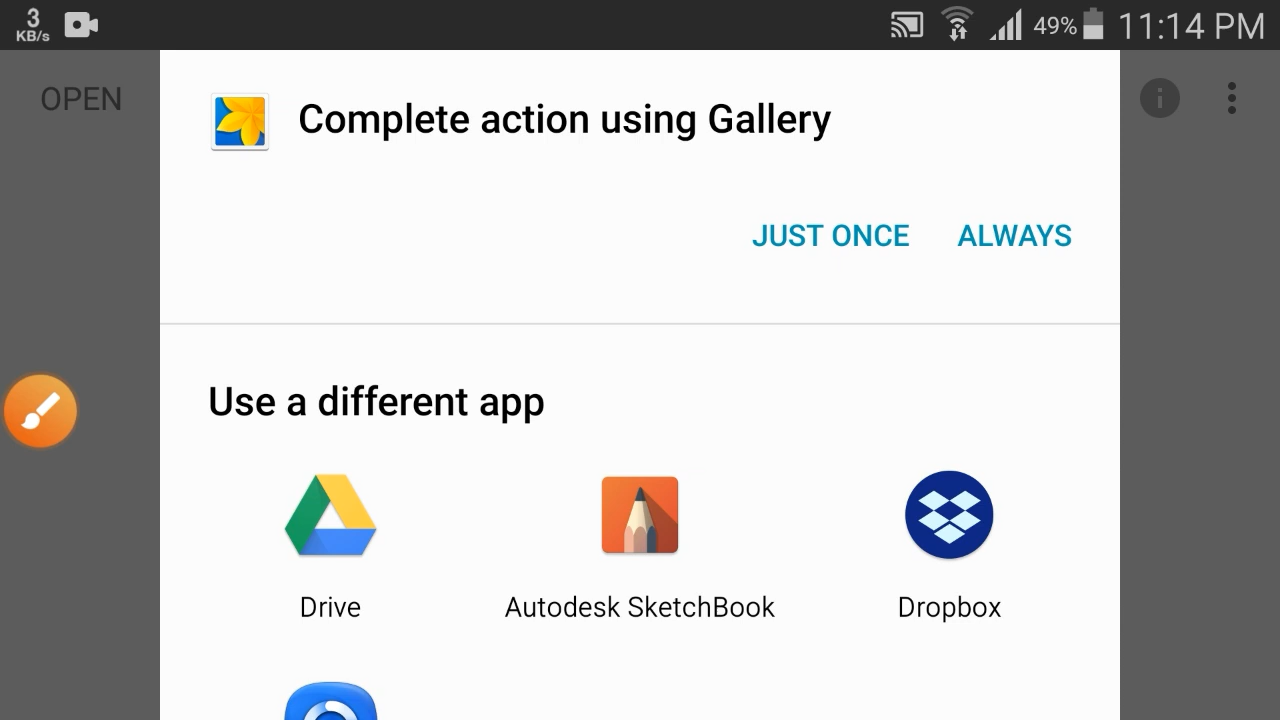 3
KB/s
49%
11:14 PM
OPEN
Complete action using Gallery
JUST ONCE
ALWAYS
Use a different app
Drive
Autodesk SketchBook
Dropbox